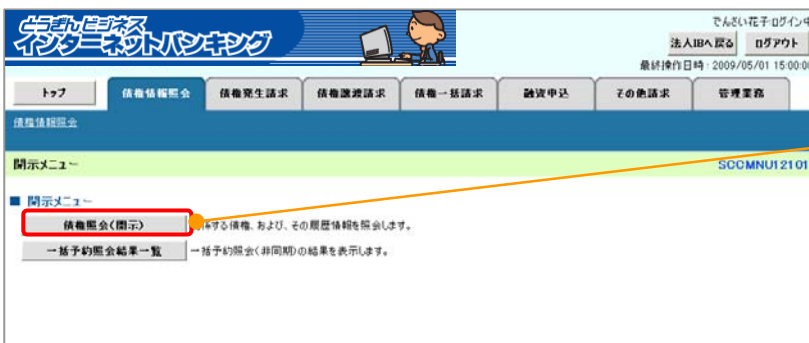 とうぎんビジネス
インターネットバンキング
でんさい花子 ログイン中
法人IBへ戻る ログアウト
最終操作日時:2009/05/01 15:00:00
トップ 債権情報照会 債権発生請求 債権譲渡請求 債権一括請求 融資申込 その他請求 管理業務
債権情報照会
開示メニュー SCCMNU12101
■ 開示メニュー
債権照会(開示) する債権、および、その履歴情報を照会します。
一括予約照会結果一覧 一括予約照会(非同期)の結果を表示します。